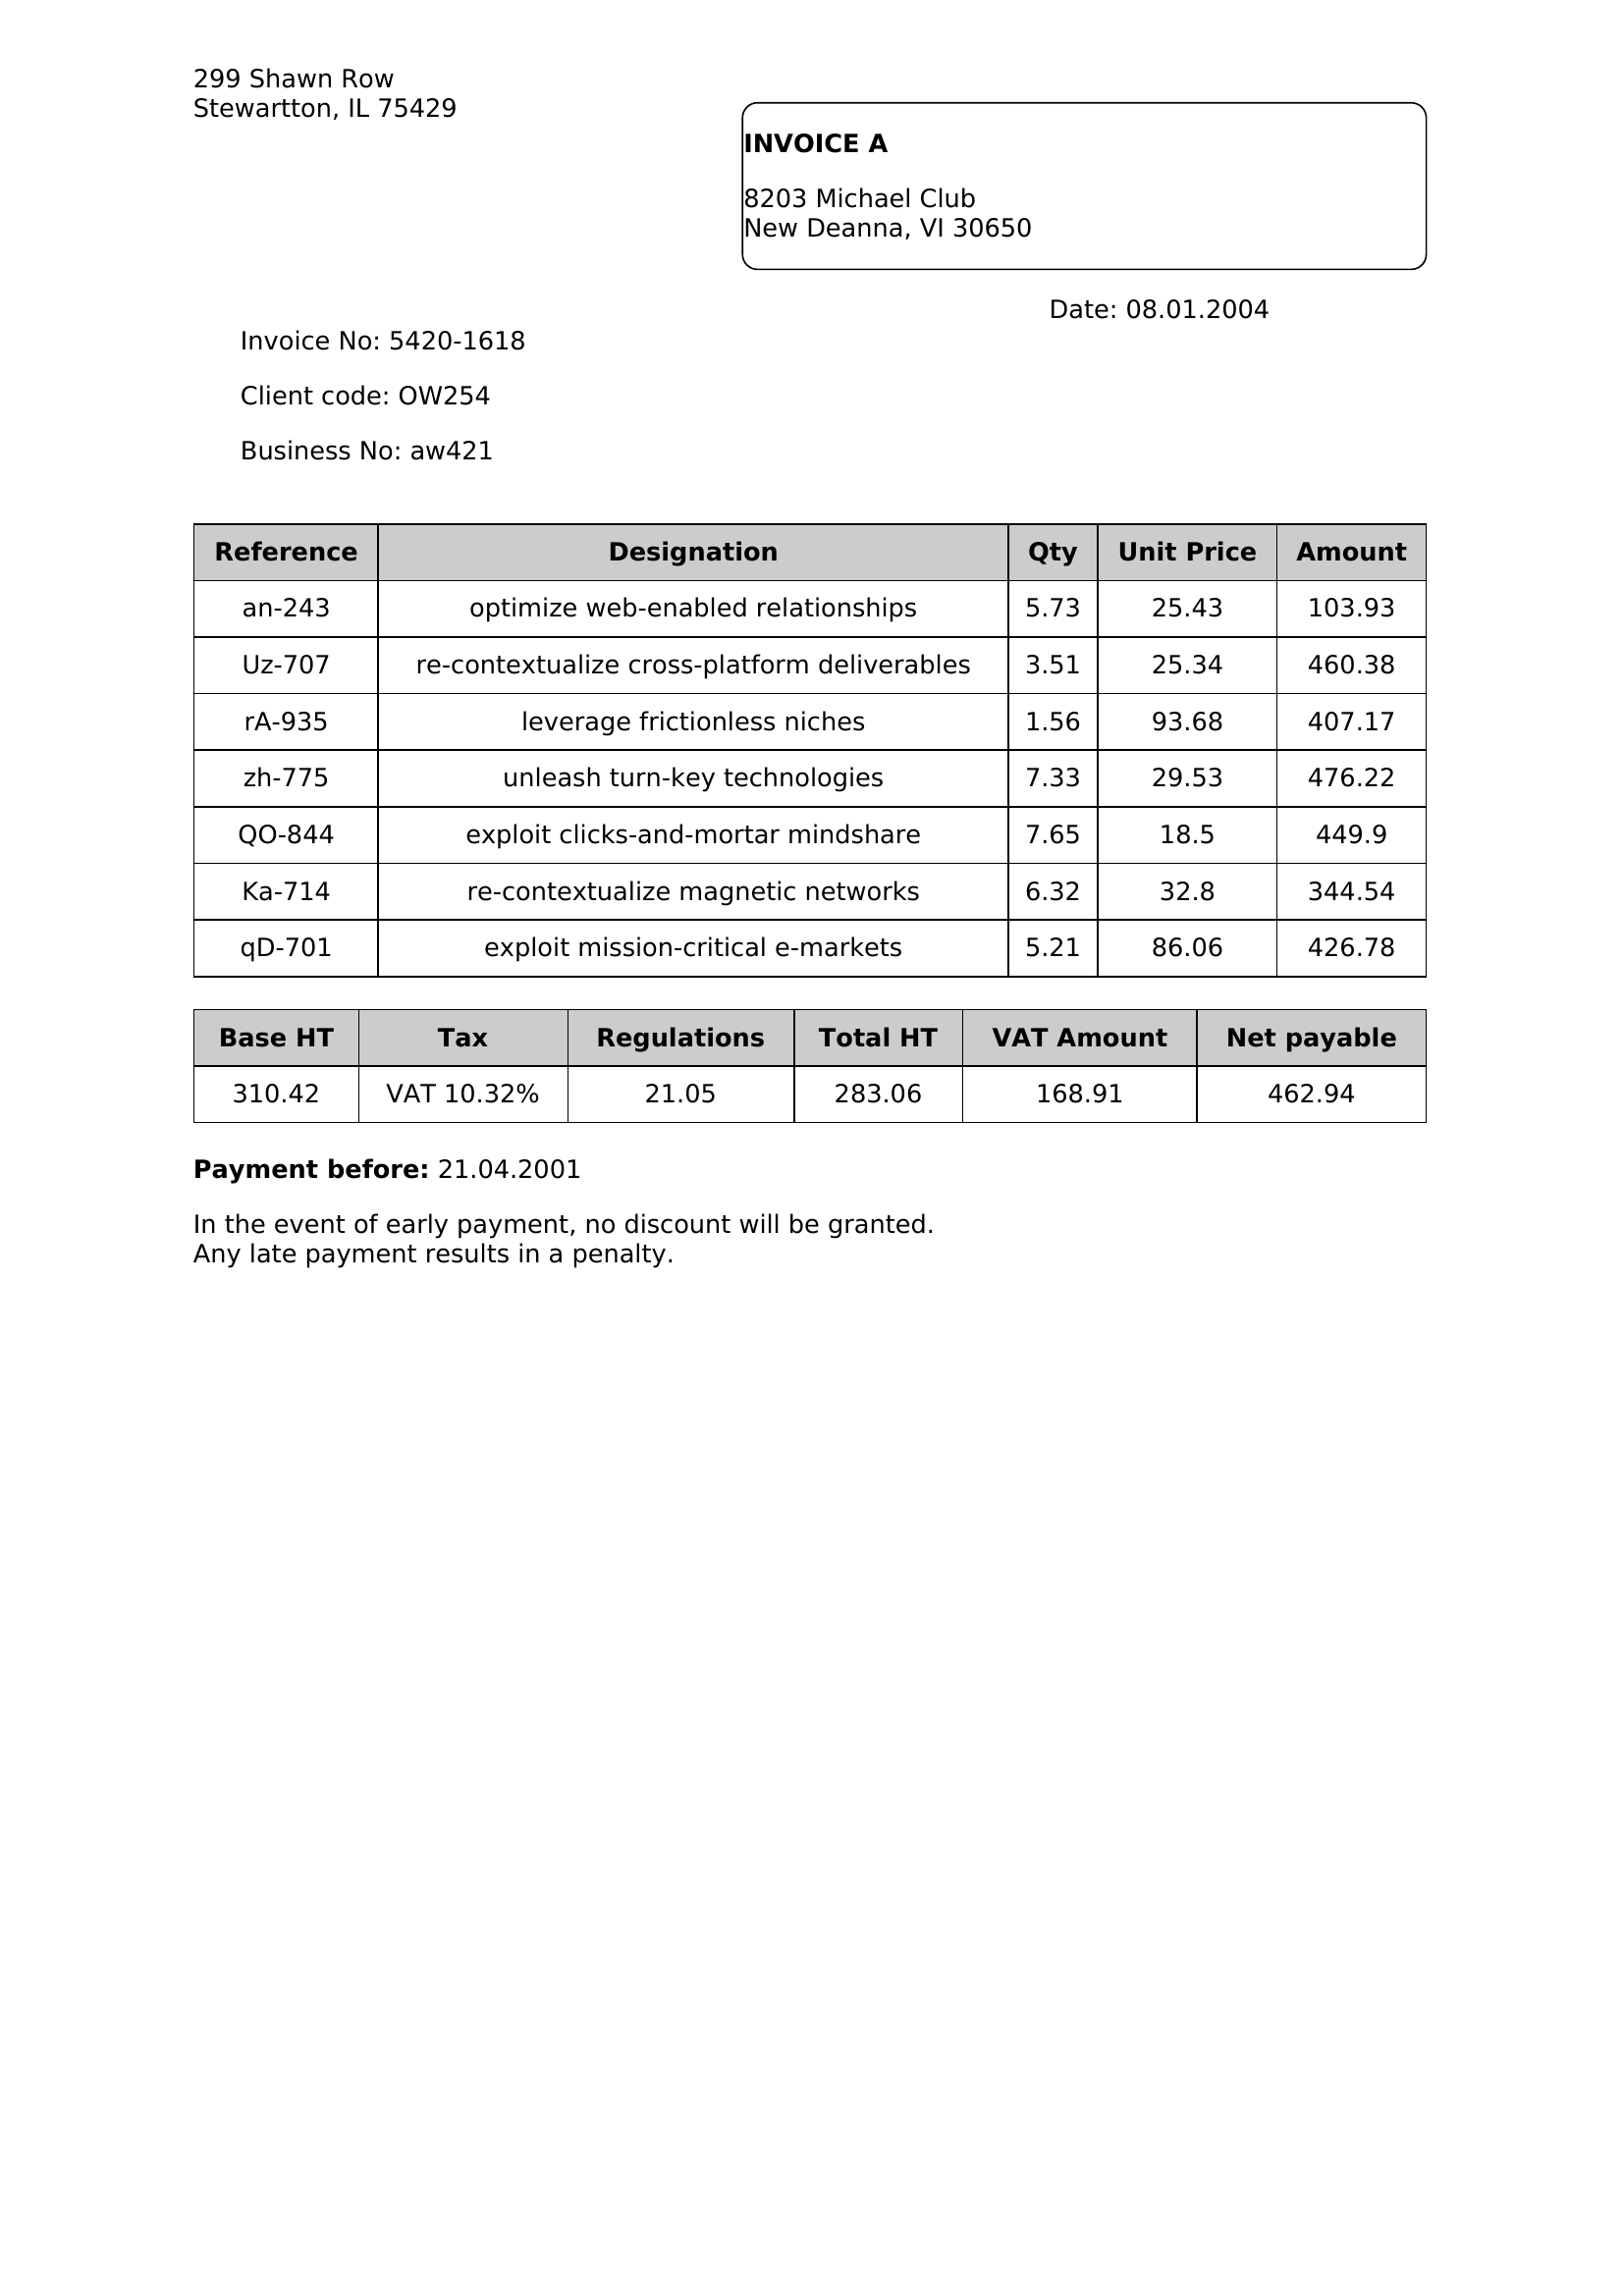 299 Shawn Row
Stewartton, IL 75429
INVOICE A
8203 Michael Club
New Deanna, VI 30650
Date: 08.01.2004
Invoice No: 5420-1618
Client code: OW254
Business No: aw421
Reference Designation Qty Unit Price Amount
an-243 optimize web-enabled relationships 5.73 25.43 103.93
Uz-707 re-contextualize cross-platform deliverables 3.51 25.34 460.38
rA-935 leverage frictionless niches 1.56 93.68 407.17
zh-775 unleash turn-key technologies 7.33 29.53 476.22
QO-844 exploit clicks-and-mortar mindshare 7.65 18.5 449.9
Ka-714 re-contextualize magnetic networks 6.32 32.8 344.54
qD-701 exploit mission-critical e-markets 5.21 86.06 426.78
Base HT Tax Regulations Total HT VAT Amount Net payable
310.42 VAT 10.32% 21.05 283.06 168.91 462.94
Payment before: 21.04.2001
In the event of early payment, no discount will be granted.
Any late payment results in a penalty.